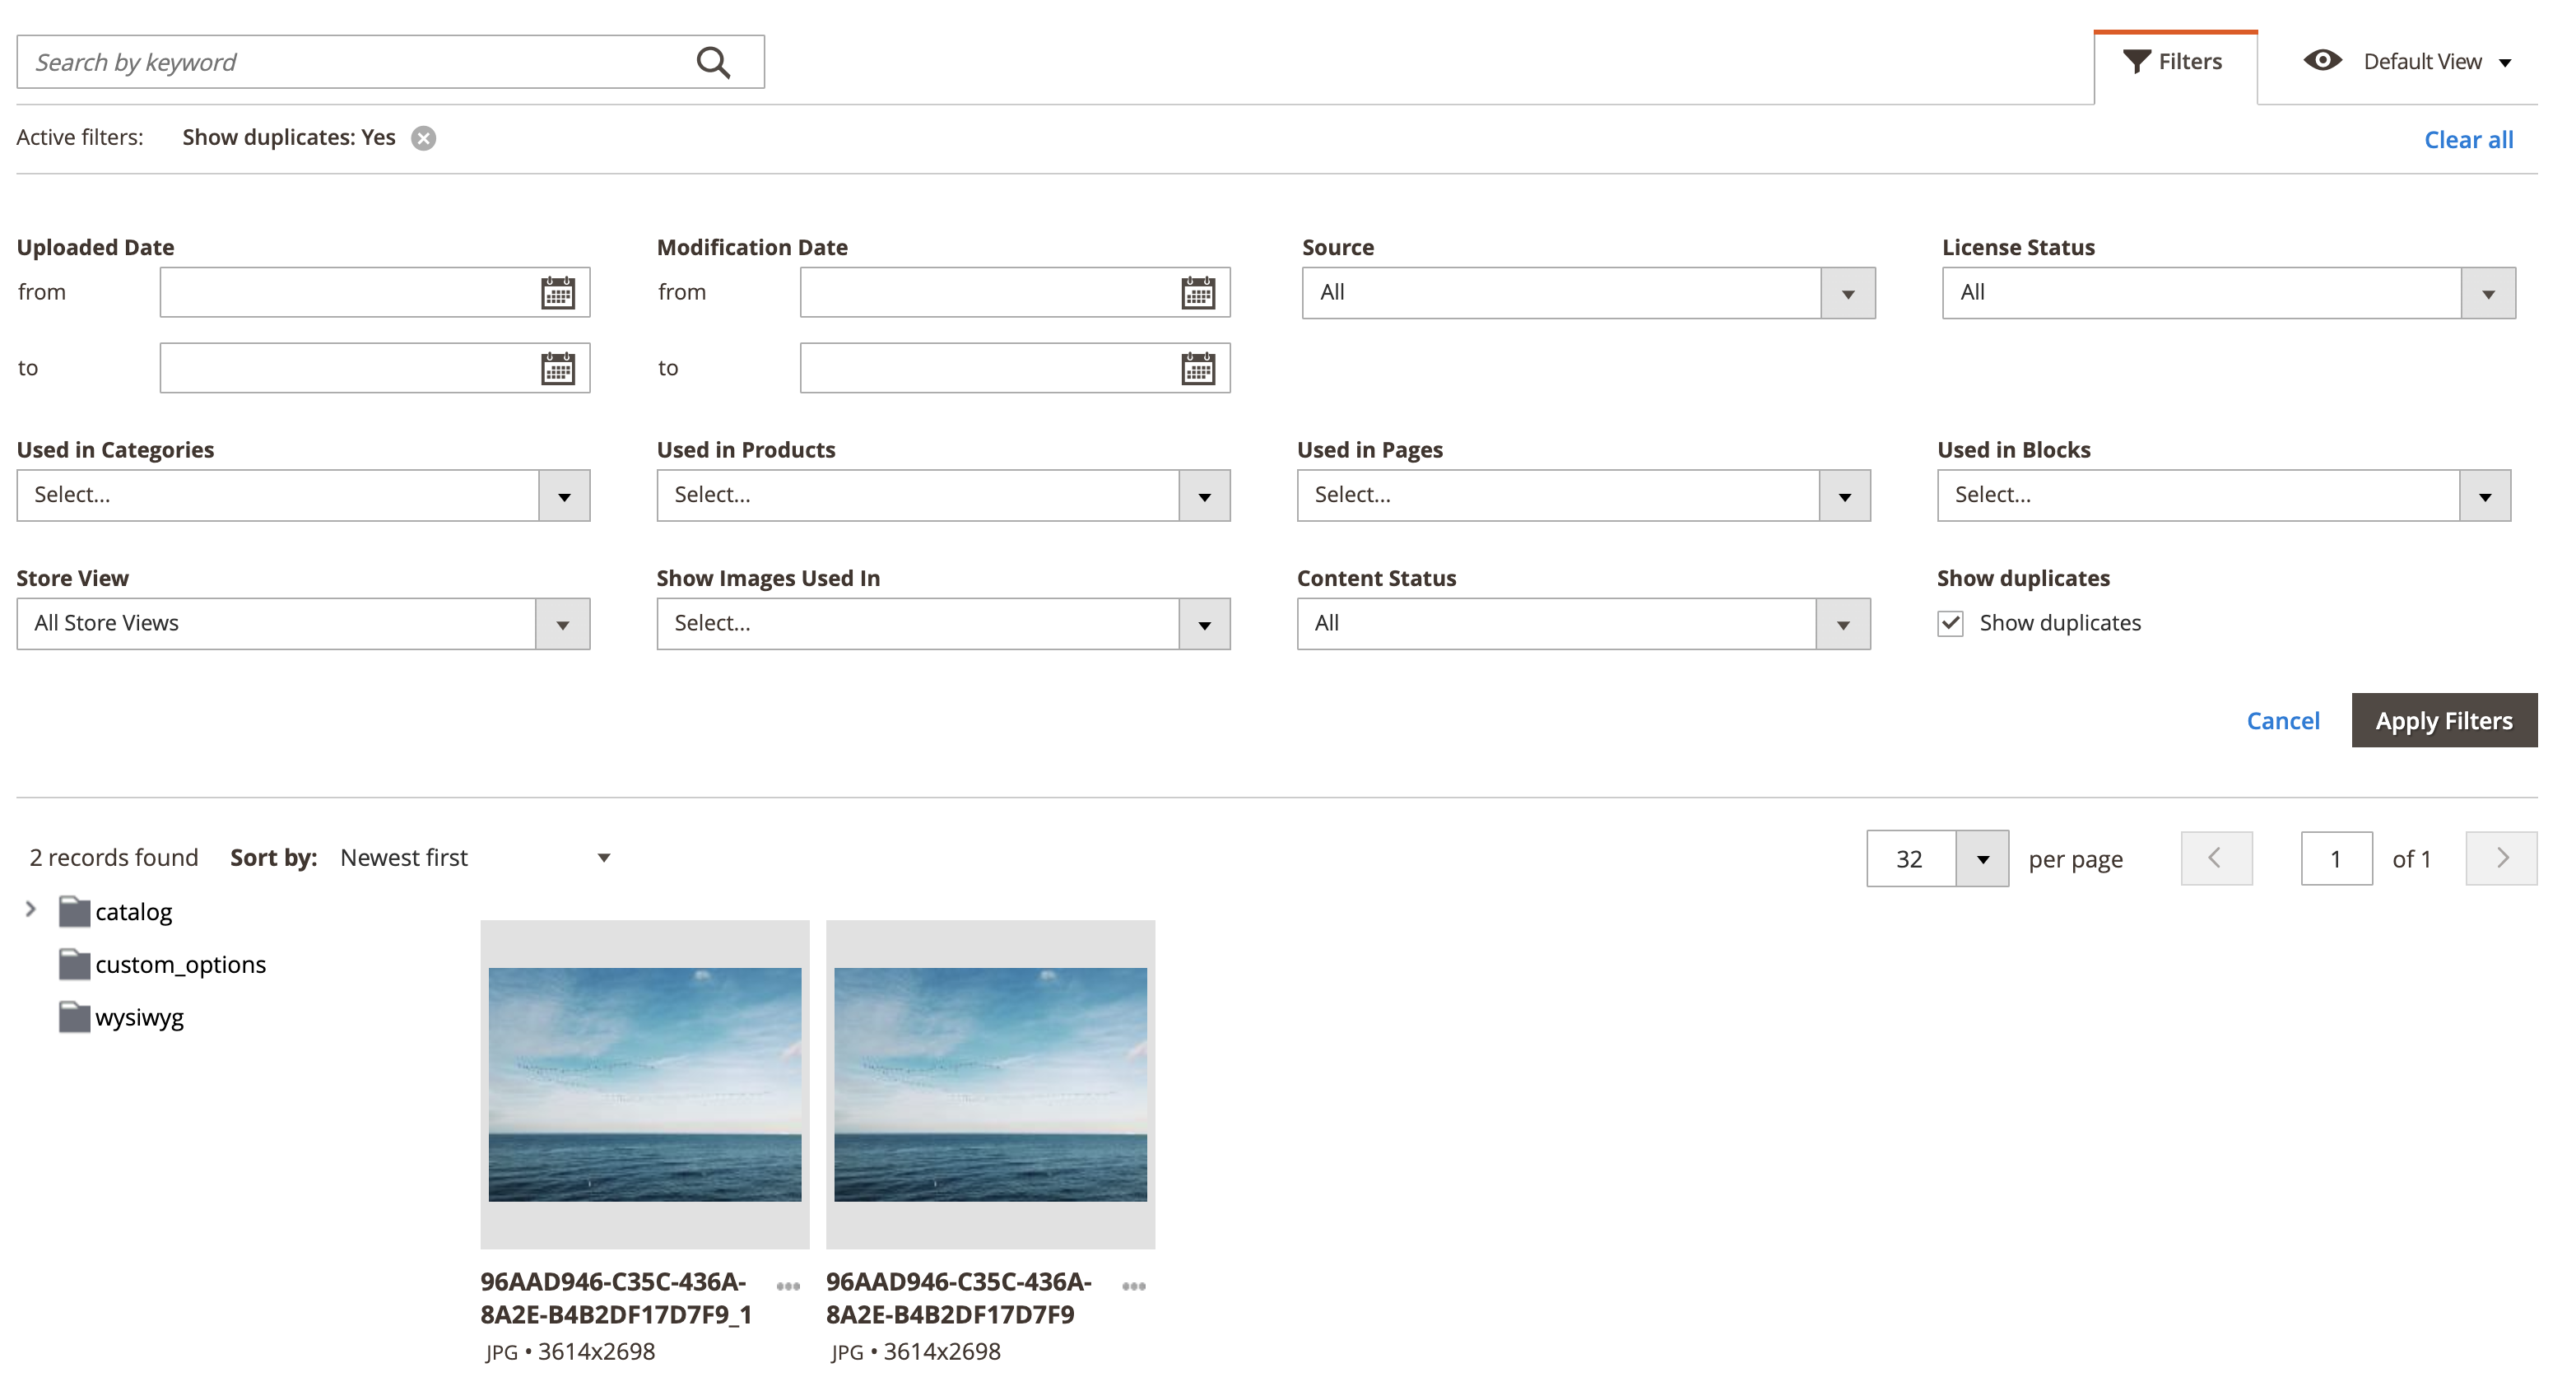 Search by keyword
Filters
Default View
Active filters: Show duplicates: Yes
Clear all
Uploaded Date
from
to
Modification Date
from
to
Source
All
License Status
All
Used in Categories
Select...
Used in Products
Select...
Used in Pages
Select...
Used in Blocks
Select...
Store View
All Store Views
Show Images Used In
Select...
Content Status
All
Show duplicates
Show duplicates
Cancel
Apply Filters
2 records found Sort by: Newest first
32 per page
1 of 1
catalog
custom_options
wysiwyg
96AAD946-C35C-436A-
8A2E-B4B2DF17D7F9_1
JPG • 3614x2698
96AAD946-C35C-436A-
8A2E-B4B2DF17D7F9
JPG • 3614x2698